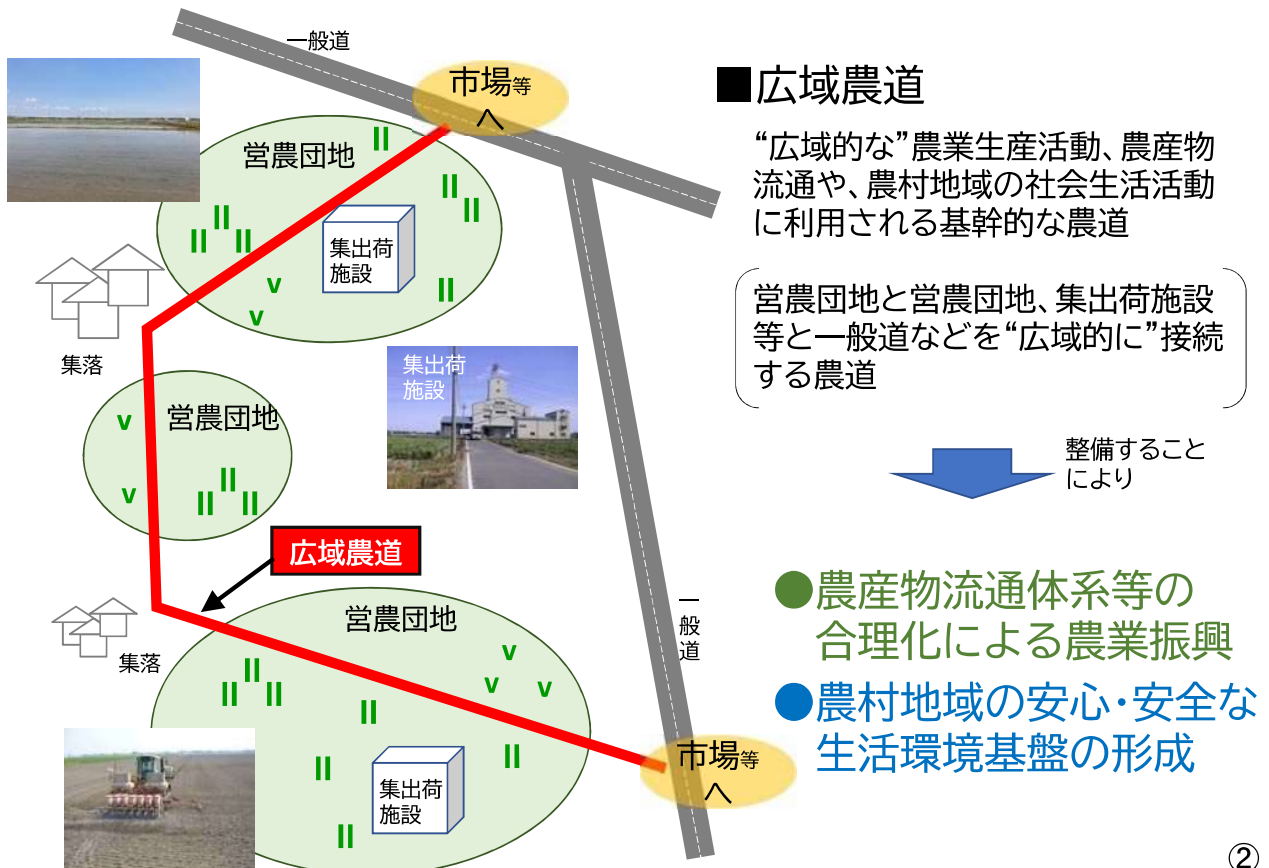 一般道
市場等
へ
営農団地
集出荷
施設
集落
集出荷
施設
営農団地
広域農道
営農団地
集落
一般道
市場等
へ
集出荷
施設
■広域農道
“広域的な”農業生産活動、農産物
流通や、農村地域の社会生活活動
に利用される基幹的な農道
営農団地と営農団地、集出荷施設
等と一般道などを“広域的に”接続
する農道
整備すること
により
●農産物流通体系等の
合理化による農業振興
●農村地域の安心・安全な
生活環境基盤の形成
②